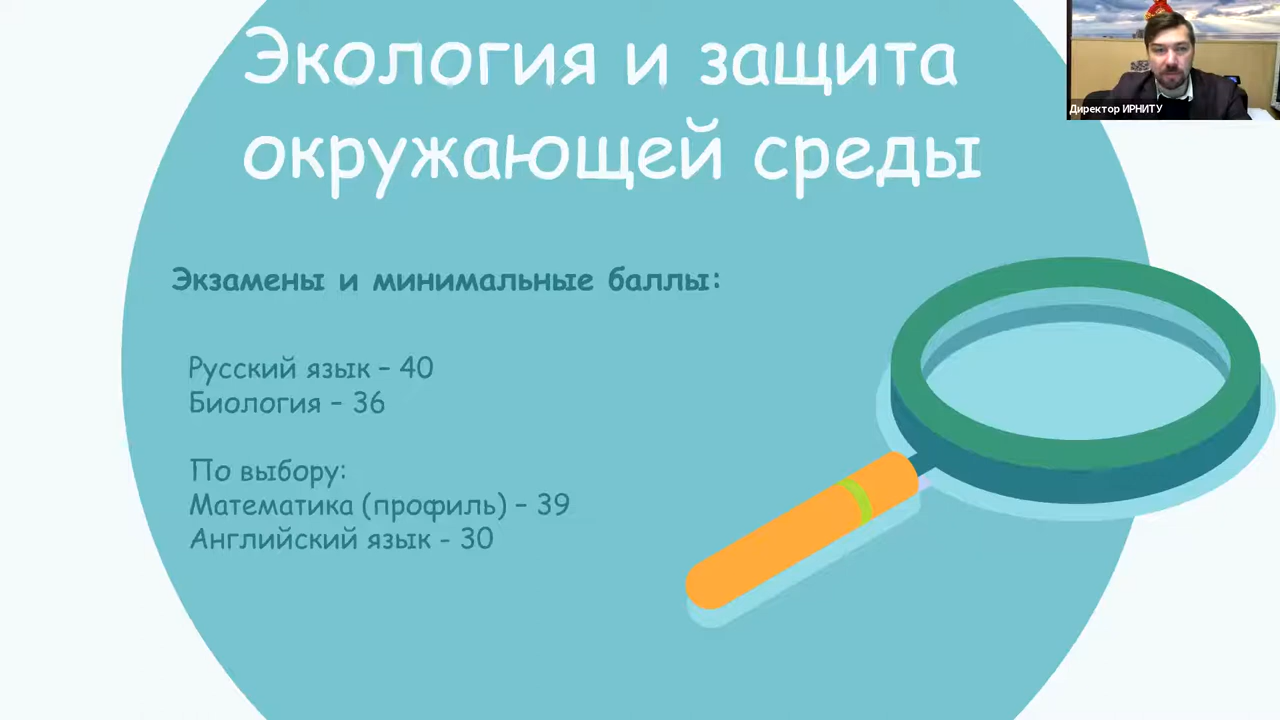 Экология и защита
окружающей среды
Директор ИРНИТУ
Экзамены и минимальные баллы:
Русский язык – 40
Биология – 36
По выбору:
Математика (профиль) – 39
Английский язык - 30